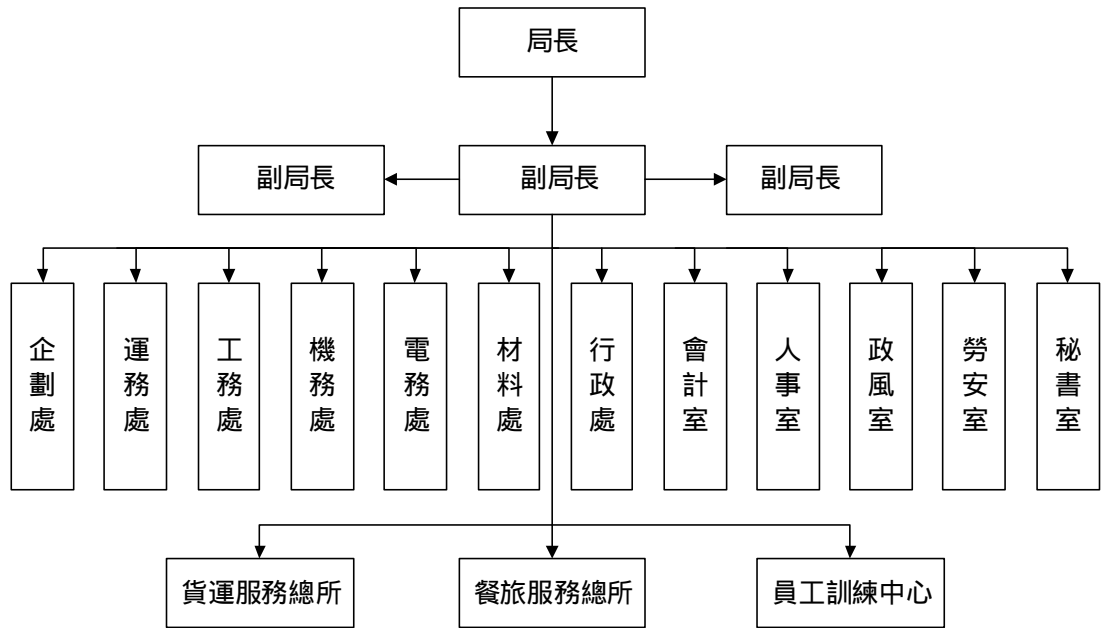 局長
副局長
副局長
副局長
企劃處
運務處
工務處
機務處
電務處
材料處
行政處
會計室
人事室
政風室
勞安室
秘書室
貨運服務總所
餐旅服務總所
員工訓練中心